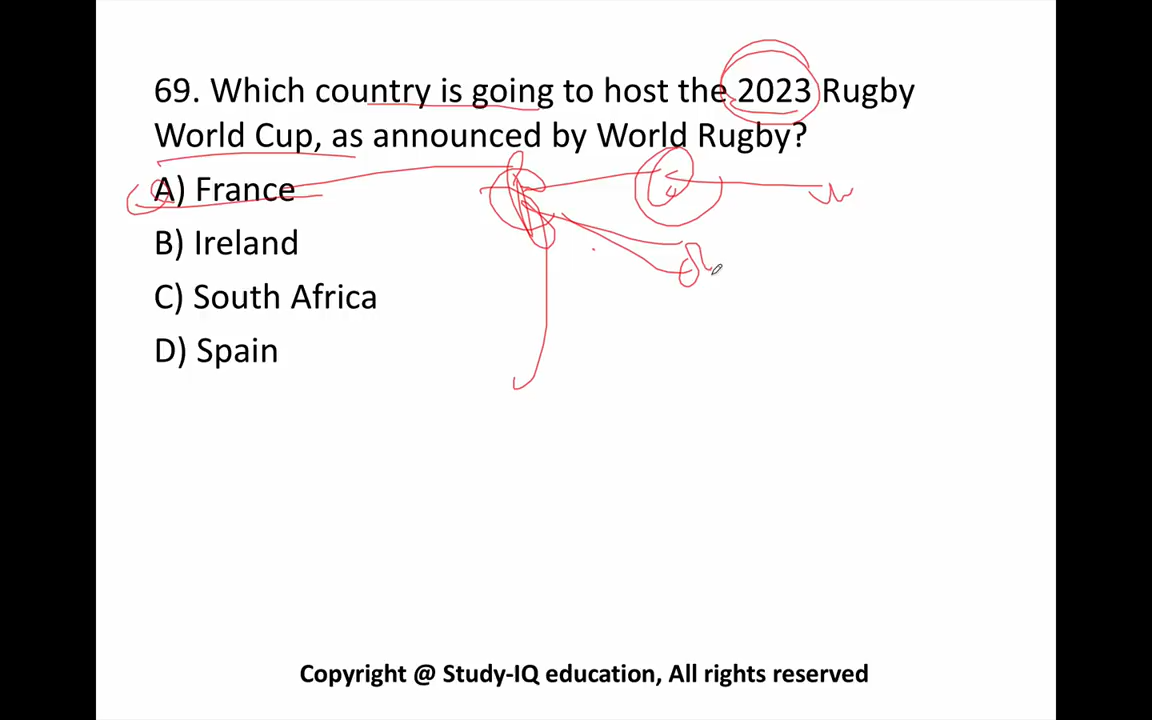 69. Which country is going to host the 2023 Rugby
World Cup, as announced by World Rugby?
A) France
B) Ireland
C) South Africa
D) Spain
Copyright @ Study-IQ education, All rights reserved